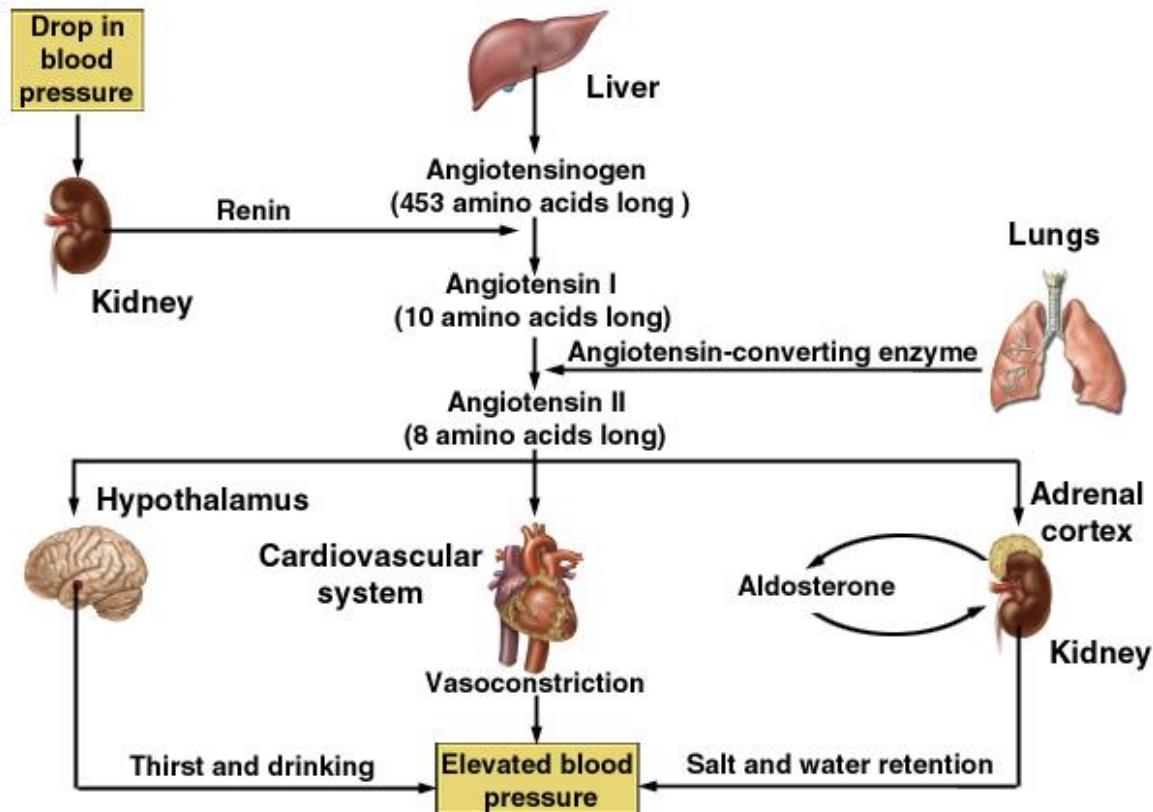 Drop in
blood
pressure
Liver
Angiotensinogen
(453 amino acids long )
Renin
Kidney
Lungs
Angiotensin I
(10 amino acids long)
Angiotensin-converting enzyme
Angiotensin II
(8 amino acids long)
Hypothalamus
Cardiovascular
system
Adrenal
cortex
Aldosterone
Kidney
Vasoconstriction
Thirst and drinking
Elevated blood
pressure
Salt and water retention